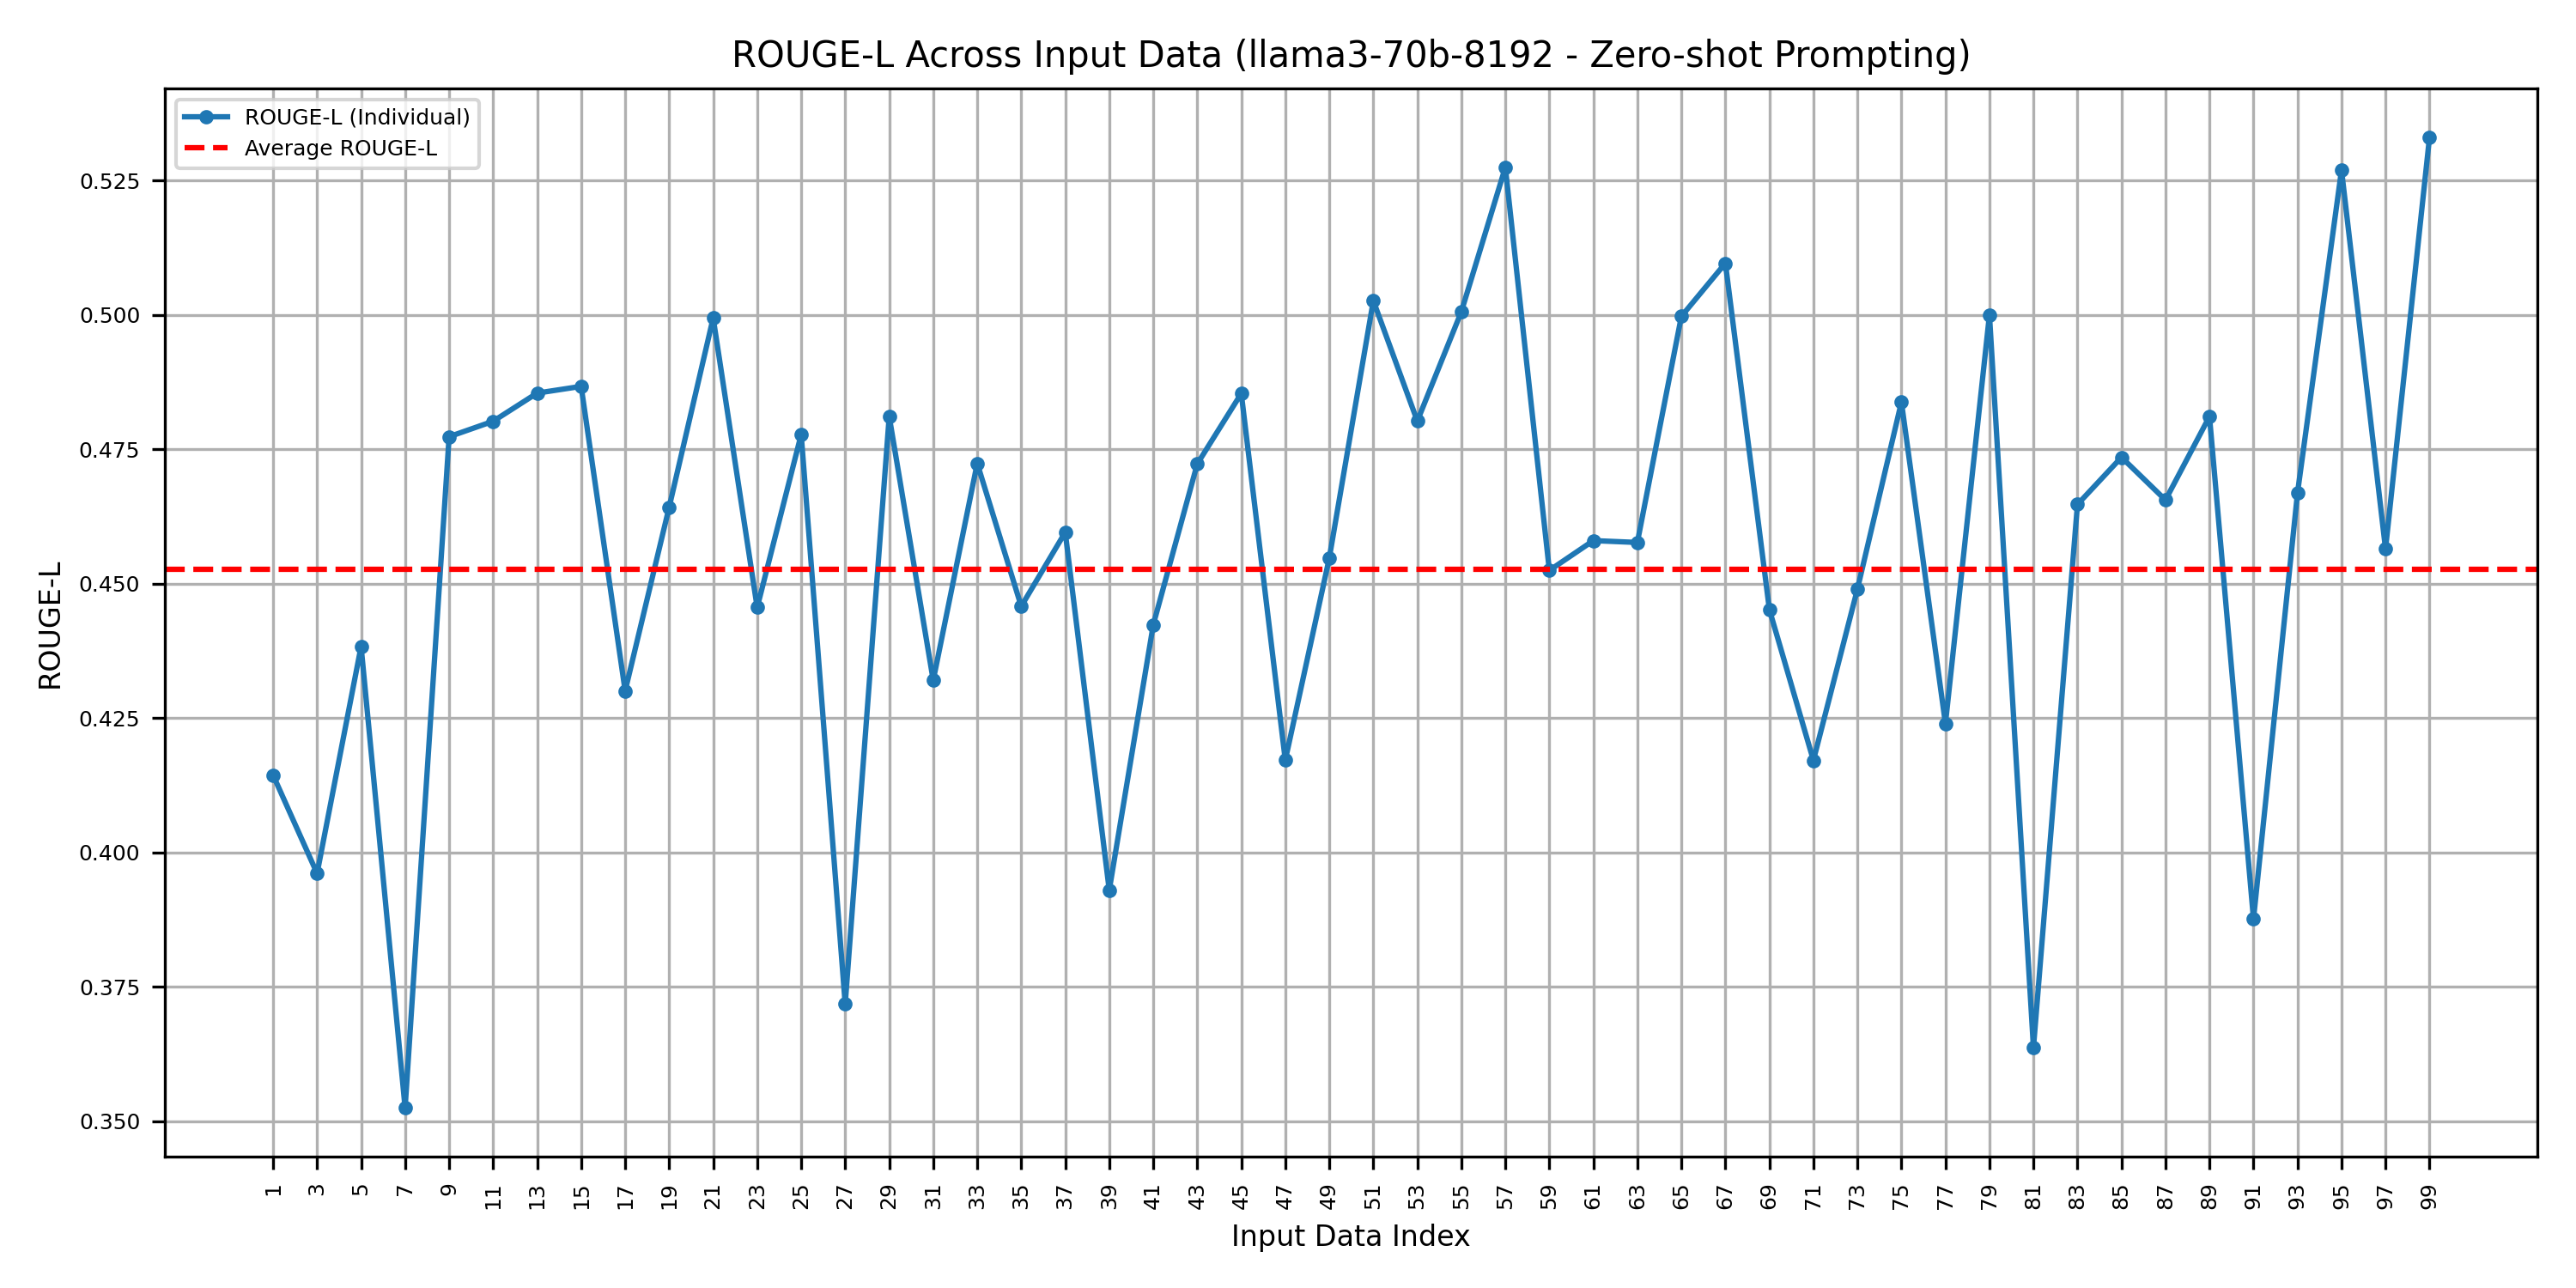 ROUGE-L Across Input Data (llama3-70b-8192 - Zero-shot Prompting)
ROUGE-L (Individual)
Average ROUGE-L
ROUGE-L
0.525
0.500
0.475
0.450
0.425
0.400
0.375
0.350
1 3 5 7 9 11 13 15 17 19 21 23 25 27 29 31 33 35 37 39 41 43 45 47 49 51 53 55 57 59 61 63 65 67 69 71 73 75 77 79 81 83 85 87 89 91 93 95 97 99
Input Data Index